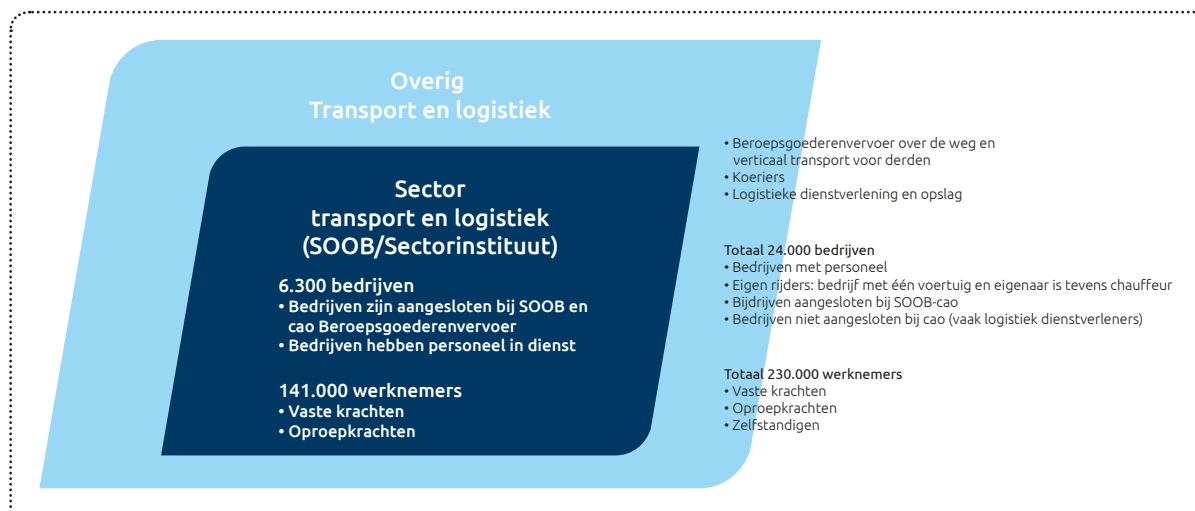 Overig
Transport en logistiek
Sector
transport en logistiek
(SOOB/Sectorinstituut)
6.300 bedrijven
• Bedrijven zijn aangesloten bij SOOB en
cao Beroepsgoederenvervoer
• Bedrijven hebben personeel in dienst
141.000 werknemers
• Vaste krachten
• Oproepkrachten
• Beroepsgoederenvervoer over de weg en
verticaal transport voor derden
• Koeriers
• Logistieke dienstverlening en opslag
Totaal 24.000 bedrijven
• Bedrijven met personeel
• Eigen rijders: bedrijf met één voertuig en eigenaar is tevens chauffeur
• Bijdrijven aangesloten bij SOOB-cao
• Bedrijven niet aangesloten bij cao (vaak logistiek dienstverleners)
Totaal 230.000 werknemers
• Vaste krachten
• Oproepkrachten
• Zelfstandigen